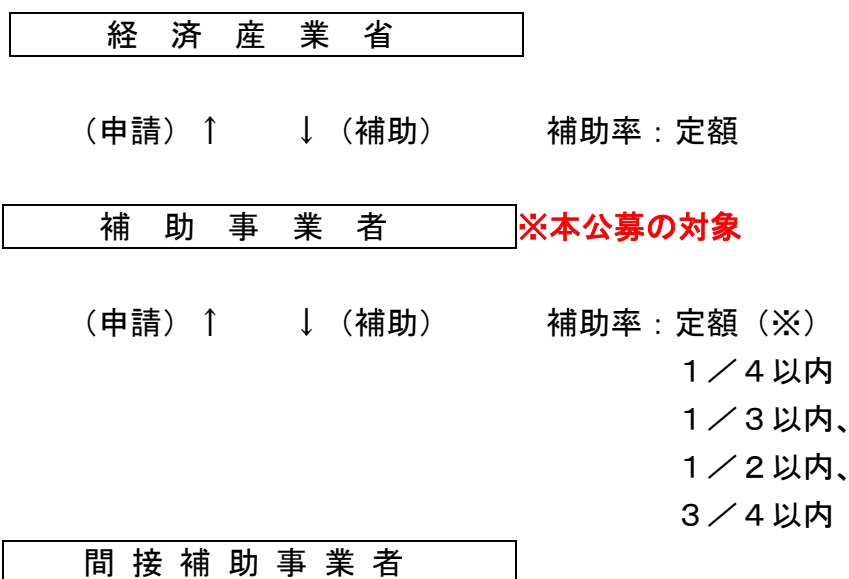 経 済 産 業 省
（申請）↑ ↓（補助） 補助率：定額
補 助 事 業 者 ※本公募の対象
（申請）↑ ↓（補助） 補助率：定額（※）
１／４以内
１／３以内、
１／２以内、
３／４以内
間 接 補 助 事 業 者